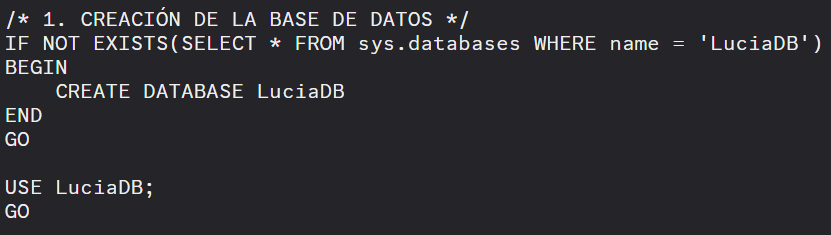 /* 1. CREACIÓN DE LA BASE DE DATOS */
IF NOT EXISTS(SELECT * FROM sys.databases WHERE name = 'LuciaDB')
BEGIN
    CREATE DATABASE LuciaDB
END
GO

USE LuciaDB;
GO